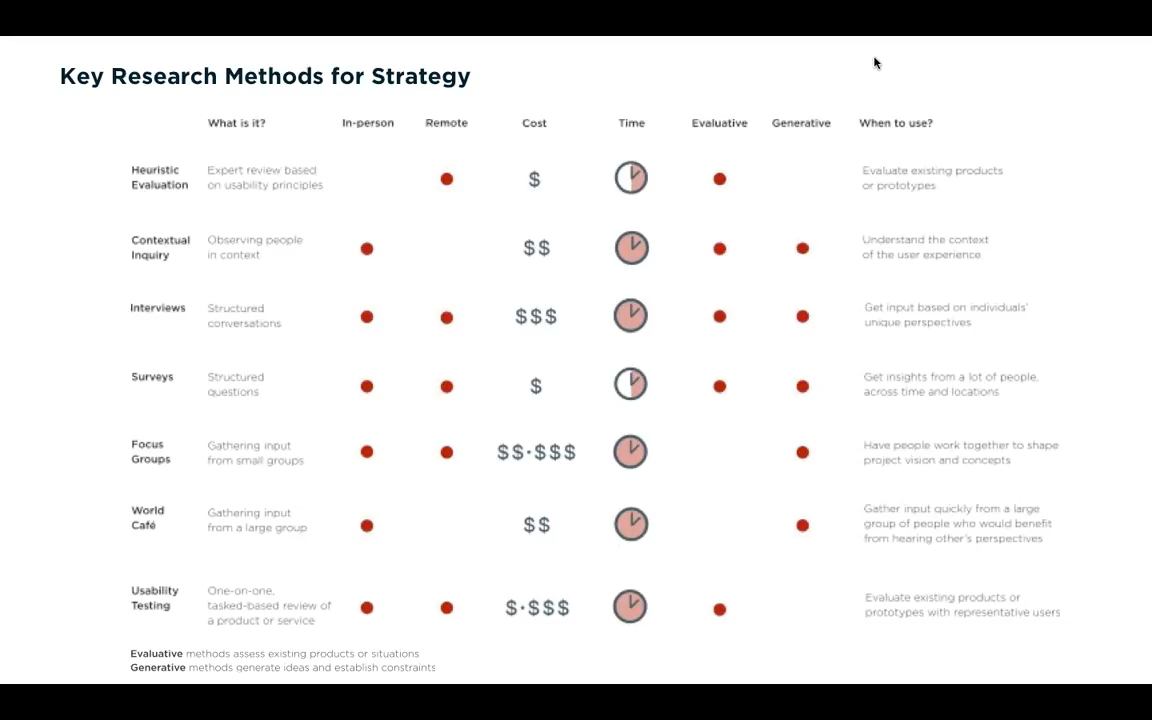 Key Research Methods for Strategy
What is it? In-person Remote Cost Time Evaluative Generative When to use?
Heuristic Evaluation
Expert review based
on usability principles
$
Evaluate existing products
or prototypes
Contextual Inquiry
Observing people
in context
$$
Understand the context
of the user experience
Interviews
Structured
conversations
$$$
Get input based on individuals'
unique perspectives
Surveys
Structured
questions
$
Get insights from a lot of people,
across time and locations
Focus
Groups
Gathering input
from small groups
$$·$$$
Have people work together to shape
project vision and concepts
World
Café
Gathering input
from a large group
$$
Gather input quickly from a large
group of people who would benefit
from hearing other's perspectives
Usability
Testing
One-on-one,
tasked-based review of
a product or service
$·$$$
Evaluate existing products or
prototypes with representative users
Evaluative methods assess existing products or situations
Generative methods generate ideas and establish constraints